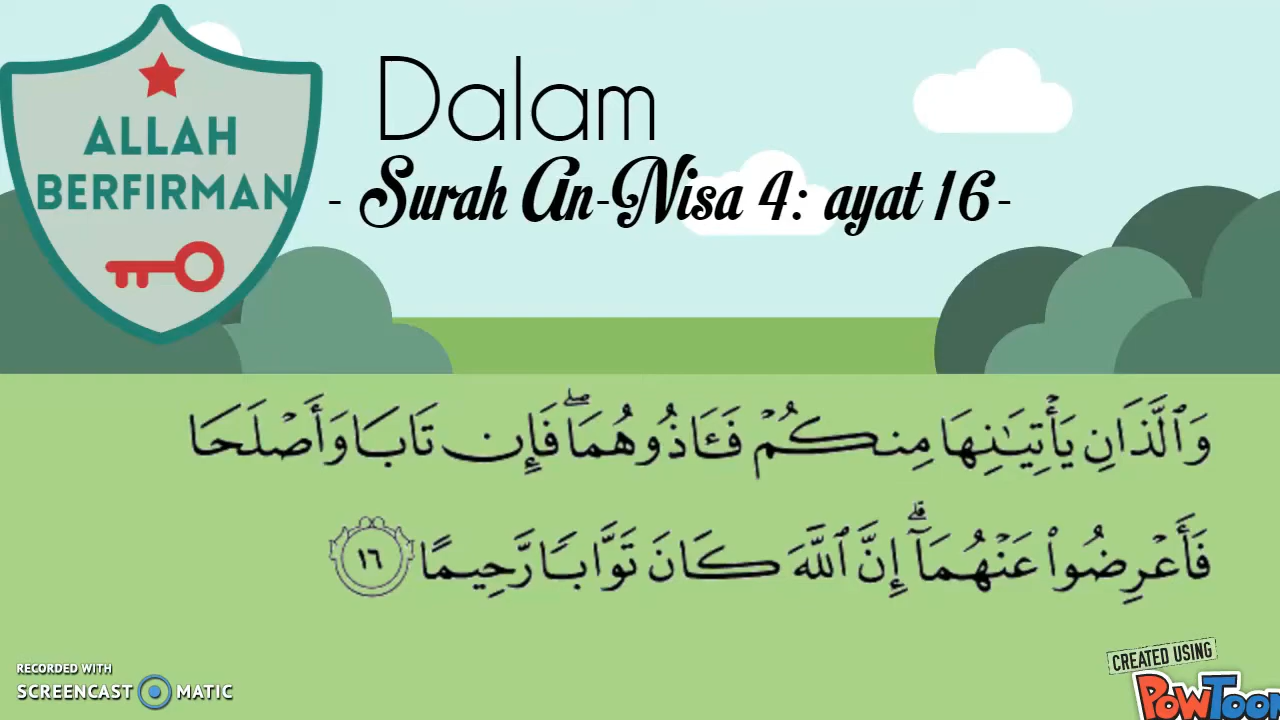 ALLAH
BERFIRMAN
Dalam
- Surah An-Nisa 4: ayat 16-
وَٱلَّذَانِ يَأْتِيَـٰنِهَا مِنكُمْ فَـَٔاذُوهُمَا ۖ فَإِن تَابَا وَأَصْلَحَا
فَأَعْرِضُوا۟ عَنْهُمَآ ۗ إِنَّ ٱللَّهَ كَانَ تَوَّابًا رَّحِيمًا ١٦
RECORDED WITH
SCREENCAST MATIC
CREATED USING
PowToon